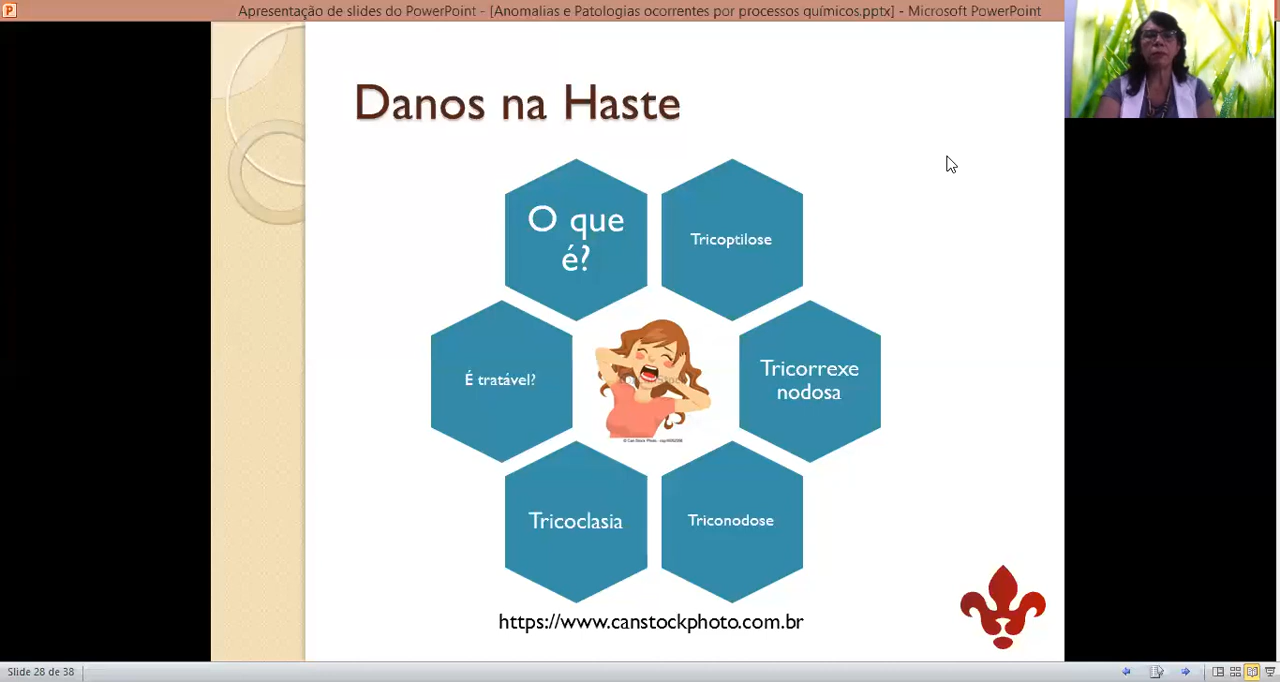 Apresentação de slides do PowerPoint - [Anomalias e Patologias ocorrentes por processos químicos.pptx] - Microsoft PowerPoint
Danos na Haste
O que
é?
Tricoptilose
É tratável?
Tricorrexe
nodosa
Tricoclasia
Triconodose
https://www.canstockphoto.com.br
Slide 28 de 38